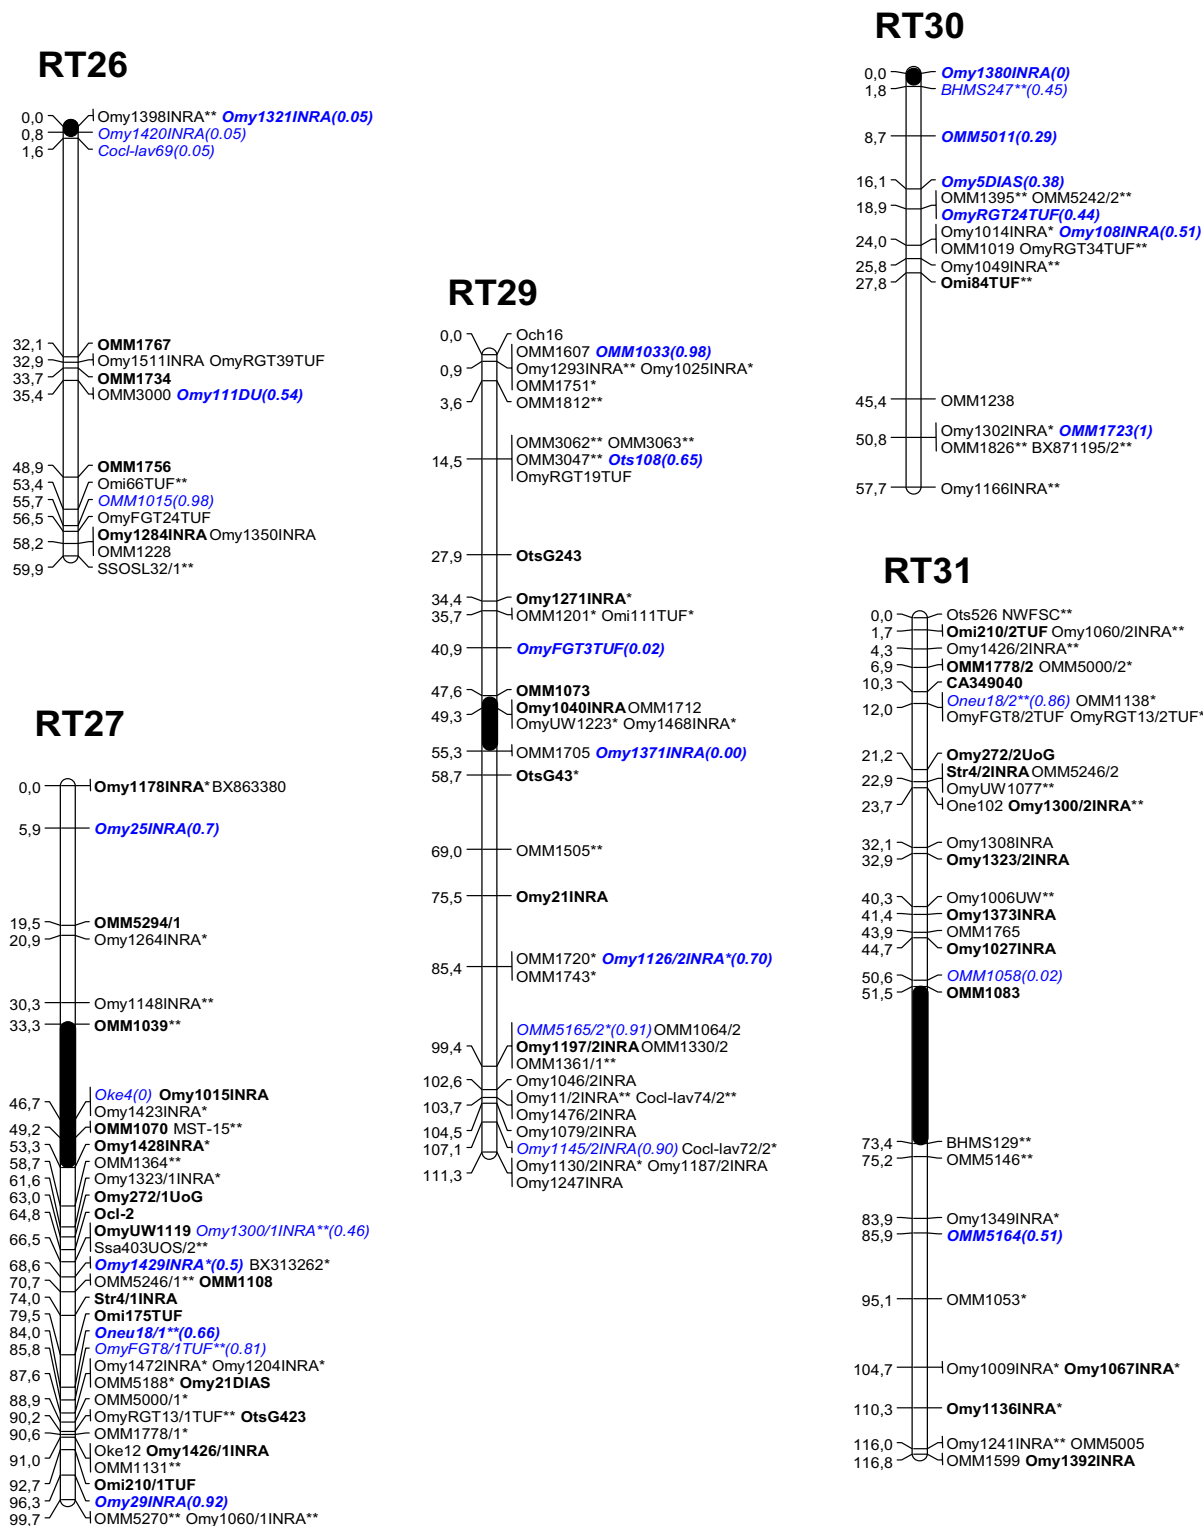 RT26
0,0 Omy1398INRA** Omy1321INRA(0.05)
0,8 Omy1420INRA(0.05)
1,6 Cocl-lav69(0.05)
32,1 OMM1767
32,9 Omy1511INRA OmyRGT39TUF
33,7 OMM1734
35,4 OMM3000 Omy111DU(0.54)
48,9 OMM1756
53,4 Omi66TUF**
55,7 OMM1015(0.98)
56,5 OmyFGT24TUF
58,2 Omy1284INRA Omy1350INRA
OMM1228
59,9 SSOSL32/1**
RT27
0,0 Omy1178INRA* BX863380
5,9 Omy25INRA(0.7)
19,5 OMM5294/1
20,9 Omy1264INRA*
30,3 Omy1148INRA**
33,3 OMM1039**
46,7 Oke4(0) Omy1015INRA
Omy1423INRA*
49,2 OMM1070 MST-15**
53,3 Omy1428INRA*
58,7 OMM1364**
61,6 Omy1323/1INRA*
63,0 Omy272/1UoG
64,8 Ocl-2
66,5 OmyUW1119 Omy1300/1INRA**(0.46)
Ssa403UOS/2**
68,6 Omy1429INRA*(0.5) BX313262*
70,7 OMM5246/1** OMM1108
74,0 Str4/1INRA
79,5 Omi175TUF
84,0 Oneu18/1**(0.66)
85,8 OmyFGT8/1TUF**(0.81)
87,6 Omy1472INRA* Omy1204INRA*
OMM5188* Omy21DIAS
88,9 OMM5000/1*
90,2 OmyRGT13/1TUF** OtsG423
90,6 OMM1778/1*
91,0 Oke12 Omy1426/1INRA
OMM1131**
92,7 Omi210/1TUF
96,3 Omy29INRA(0.92)
99,7 OMM5270** Omy1060/1INRA**
RT29
0,0 Och16
OMM1607 OMM1033(0.98)
0,9 Omy1293INRA** Omy1025INRA*
OMM1751*
3,6 OMM1812**
OMM3062** OMM3063**
14,5 OMM3047** Ots108(0.65)
OmyRGT19TUF
27,9 OtsG243
34,4 Omy1271INRA*
35,7 OMM1201* Omi111TUF*
40,9 OmyFGT3TUF(0.02)
47,6 OMM1073
49,3 Omy1040INRA OMM1712
OmyUW1223* Omy1468INRA*
55,3 OMM1705 Omy1371INRA(0.00)
58,7 OtsG43*
69,0 OMM1505**
75,5 Omy21INRA
85,4 OMM1720* Omy1126/2INRA*(0.70)
OMM1743*
OMM5165/2*(0.91) OMM1064/2
99,4 Omy1197/2INRA OMM1330/2
OMM1361/1**
102,6 Omy1046/2INRA
103,7 Omy11/2INRA** Cocl-lav74/2**
Omy1476/2INRA
104,5 Omy1079/2INRA
107,1 Omy1145/2INRA(0.90) Cocl-lav72/2*
111,3 Omy1130/2INRA* Omy1187/2INRA
Omy1247INRA
RT30
0,0 Omy1380INRA(0)
1,8 BHMS247**(0.45)
8,7 OMM5011(0.29)
16,1 Omy5DIAS(0.38)
18,9 OMM1395** OMM5242/2**
OmyRGT24TUF(0.44)
24,0 Omy1014INRA* Omy108INRA(0.51)
OMM1019 OmyRGT34TUF**
25,8 Omy1049INRA**
27,8 Omi84TUF**
45,4 OMM1238
50,8 Omy1302INRA* OMM1723(1)
OMM1826** BX871195/2**
57,7 Omy1166INRA**
RT31
0,0 Ots526 NWFSC**
1,7 Omi210/2TUF Omy1060/2INRA**
4,3 Omy1426/2INRA**
6,9 OMM1778/2 OMM5000/2*
10,3 CA349040
12,0 Oneu18/2**(0.86) OMM1138*
OmyFGT8/2TUF OmyRGT13/2TUF*
21,2 Omy272/2UoG
22,9 Str4/2INRA OMM5246/2
OmyUW1077**
23,7 One102 Omy1300/2INRA**
32,1 Omy1308INRA
32,9 Omy1323/2INRA
40,3 Omy1006UW**
41,4 Omy1373INRA
43,9 OMM1765
44,7 Omy1027INRA
50,6 OMM1058(0.02)
51,5 OMM1083
73,4 BHMS129**
75,2 OMM5146**
83,9 Omy1349INRA*
85,9 OMM5164(0.51)
95,1 OMM1053*
104,7 Omy1009INRA* Omy1067INRA*
110,3 Omy1136INRA*
116,0 Omy1241INRA** OMM5005
116,8 OMM1599 Omy1392INRA